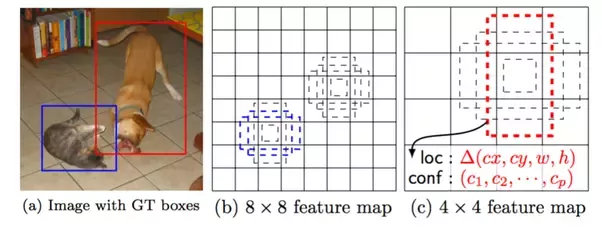 loc : Δ(cx, cy, w, h)
conf : (c₁, c₂, ⋯, cₚ)
(a) Image with GT boxes
(b) 8 × 8 feature map
(c) 4 × 4 feature map